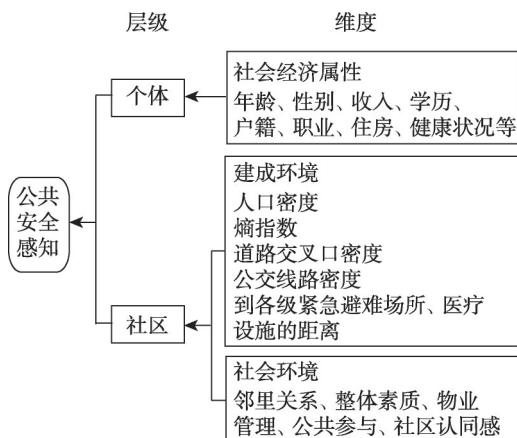 层级
维度
公共
安全
感知
个体
社会经济属性
年龄、性别、收入、学历、
户籍、职业、住房、健康状况等
社区
建成环境
人口密度
熵指数
道路交叉口密度
公交线路密度
到各级紧急避难场所、医疗
设施的距离
社会环境
邻里关系、整体素质、物业
管理、公共参与、社区认同感